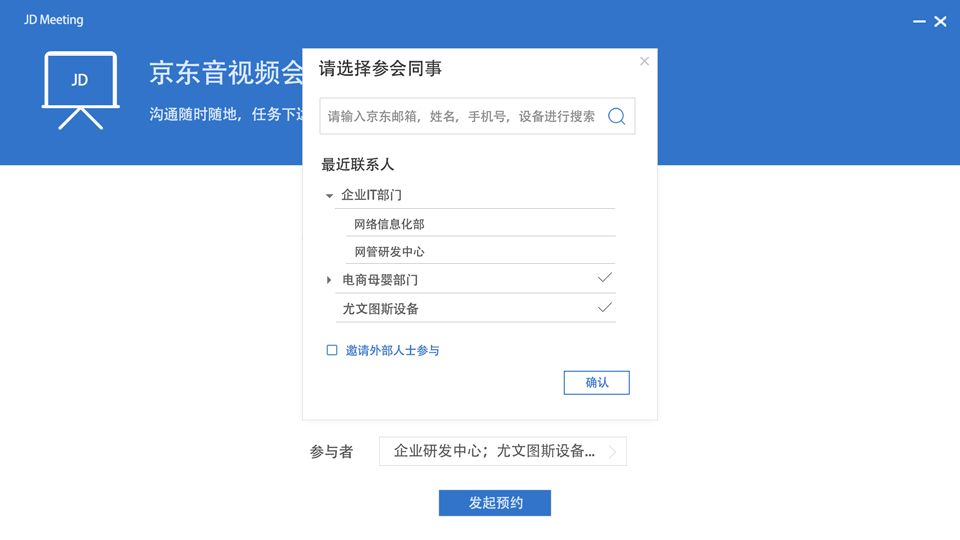 JD Meeting
JD
京东音视频会
沟通随时随地，任务下达
请选择参会同事
请输入京东邮箱，姓名，手机号，设备进行搜索
最近联系人
企业IT部门
网络信息化部
网管研发中心
电商母婴部门
尤文图斯设备
邀请外部人士参与
确认
参与者
企业研发中心；尤文图斯设备...
发起预约